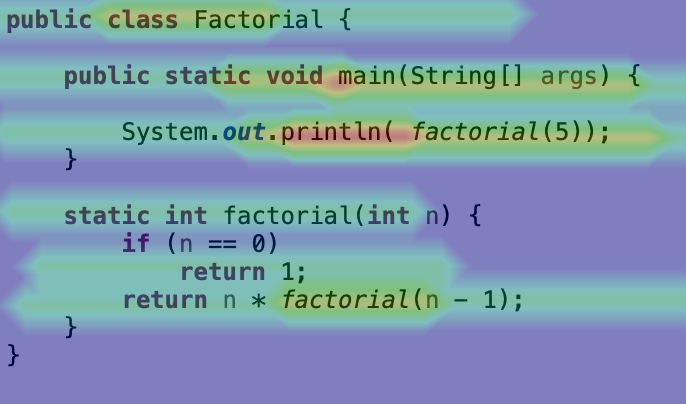 public class Factorial {
public static void main(String[] args) {
System.out.println( factorial(5));
}
static int factorial(int n) {
if (n == 0)
return 1;
return n * factorial(n - 1);
}
}